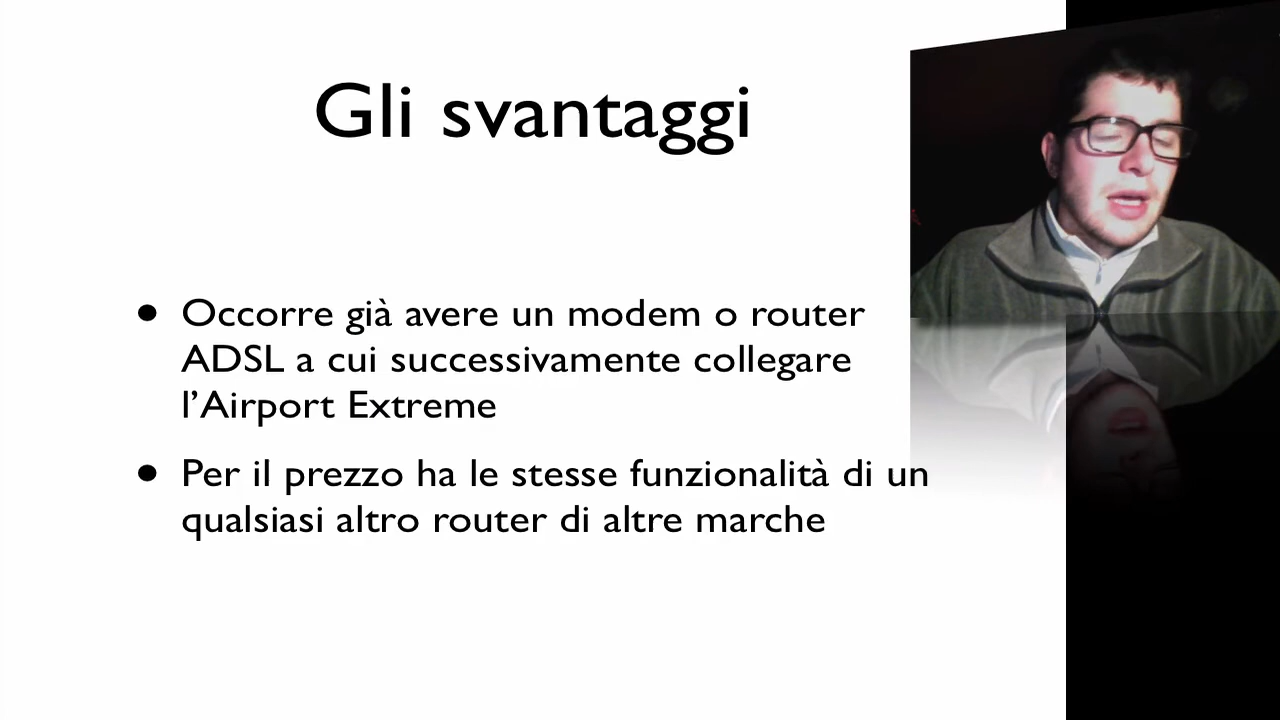 Gli svantaggi
• Occorre già avere un modem o router
ADSL a cui successivamente collegare
l’Airport Extreme
• Per il prezzo ha le stesse funzionalità di un
qualsiasi altro router di altre marche